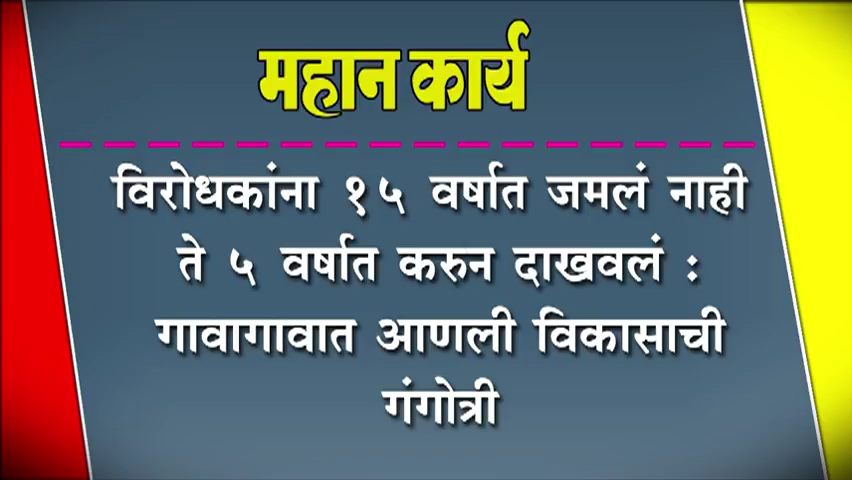 महान कार्य
विरोधकांना १५ वर्षात जमलं नाही
ते ५ वर्षात करुन दाखवलं :
गावागावात आणली विकासाची
गंगोत्री